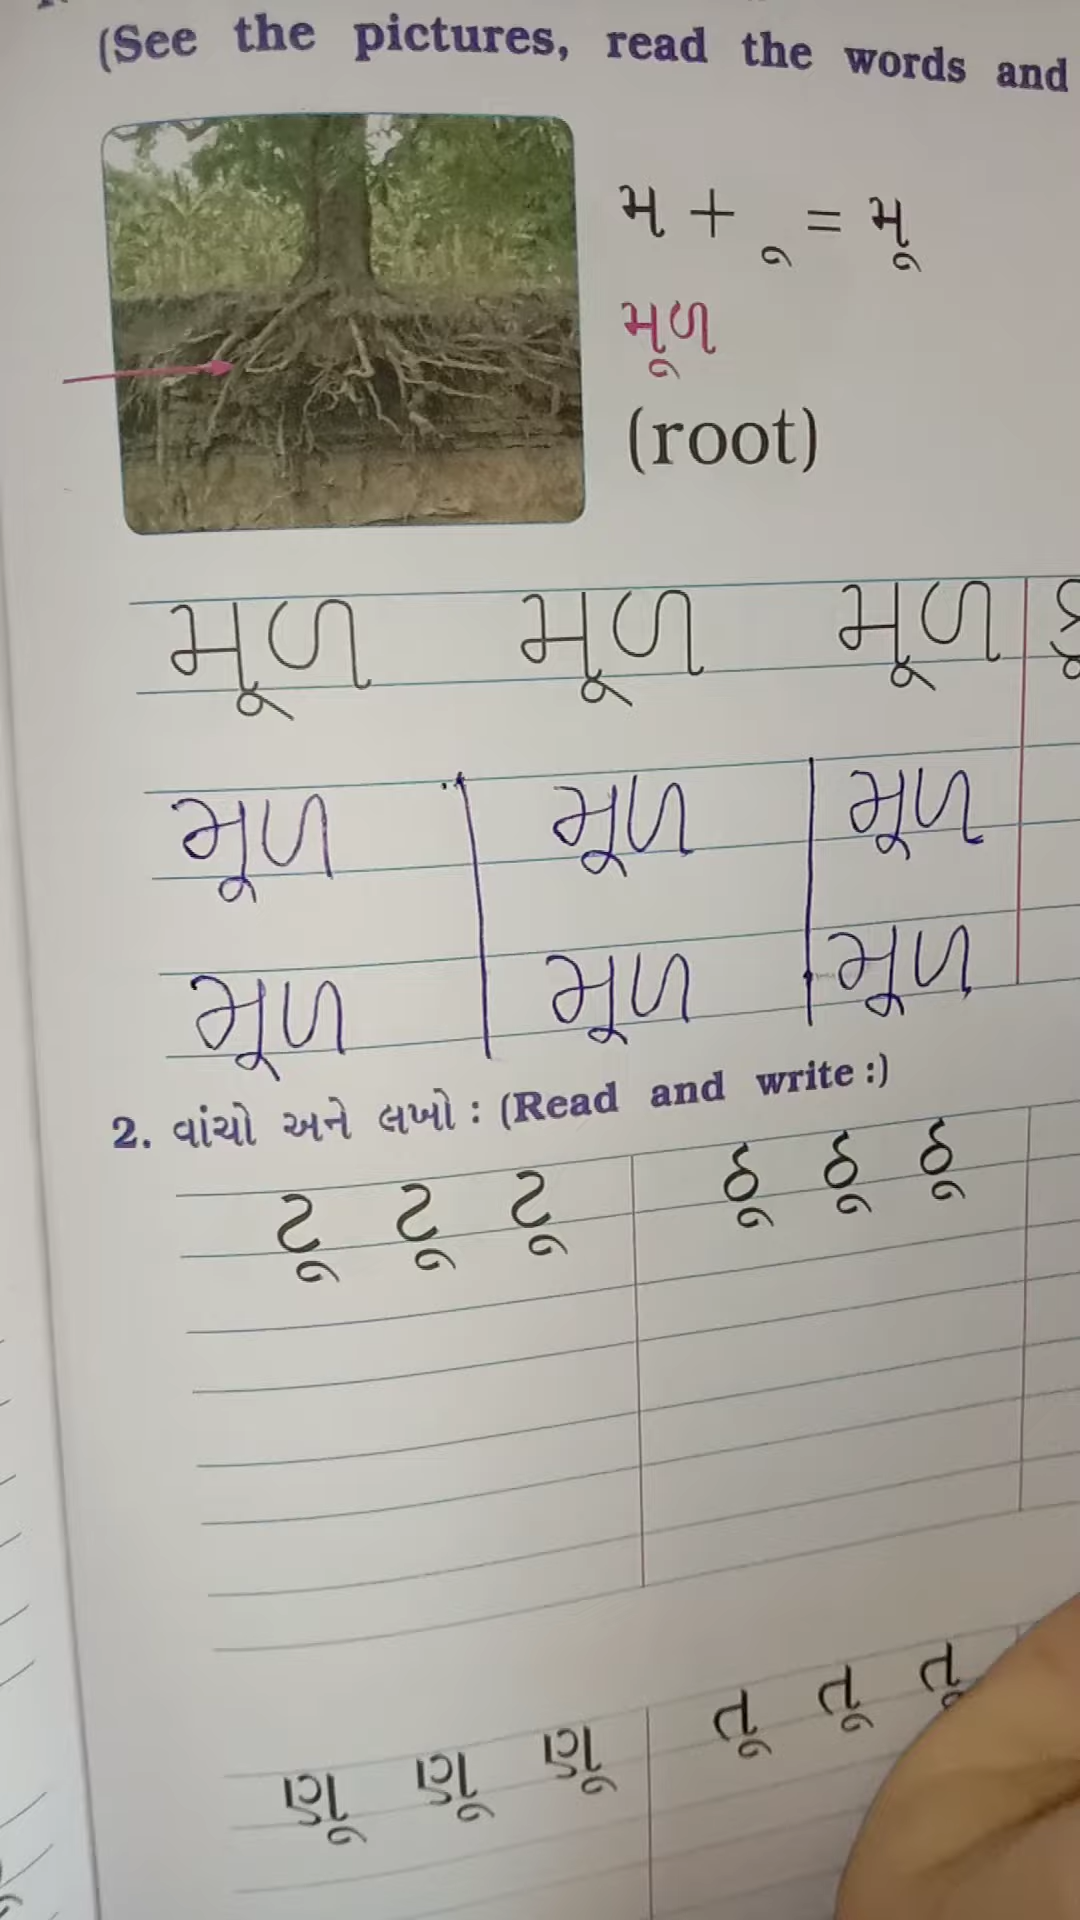 (See the pictures, read the words and
મ + ૂ = મૂ
મૂળ
(root)
મૂળ મૂળ મૂળ
મૂળ મૂળ મૂળ
મૂળ મૂળ મૂળ
2. વાંચો અને લખો : (Read and write :)
ટૂ ટૂ ટૂ ઠૂ ઠૂ ઠૂ
ણૂ ણૂ ણૂ તૂ તૂ તૂ